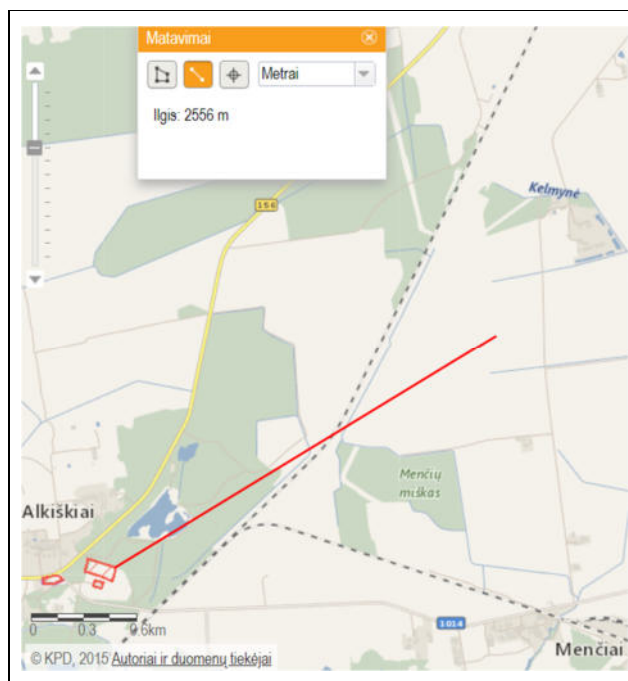 Matavimai
Metrai
Ilgis: 2556 m
156
Kelmynė
Menčių
miškas
Alkiškiai
0 0.3 0.6km
1014
Menčiai
© KPD, 2015 Autoriai ir duomenų tiekėjai